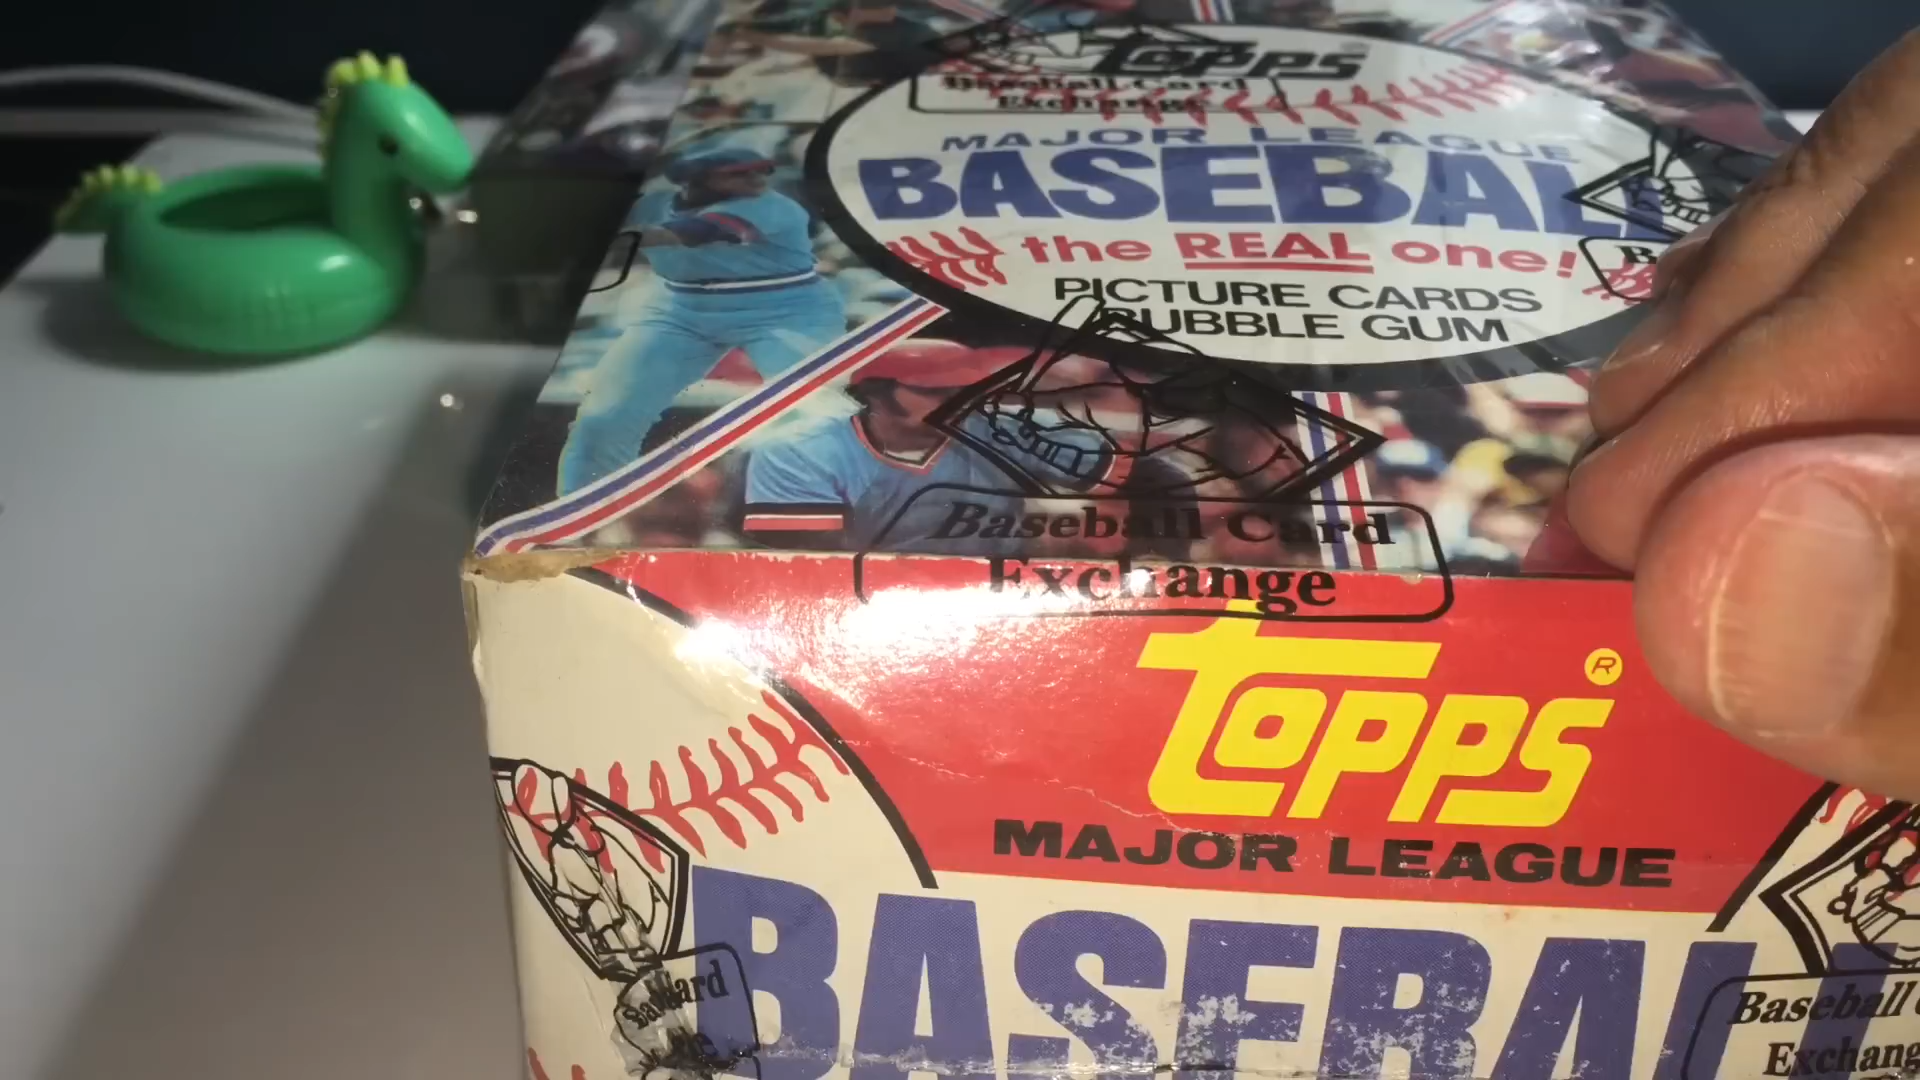 TOPPS
Baseball Card
Exchange
MAJOR LEAGUE
BASEBALL
the REAL one!
B
PICTURE CARDS
BUBBLE GUM
Baseball Card
Exchange
TOPPS®
MAJOR LEAGUE
BASEBAL
Baseball
Exchang